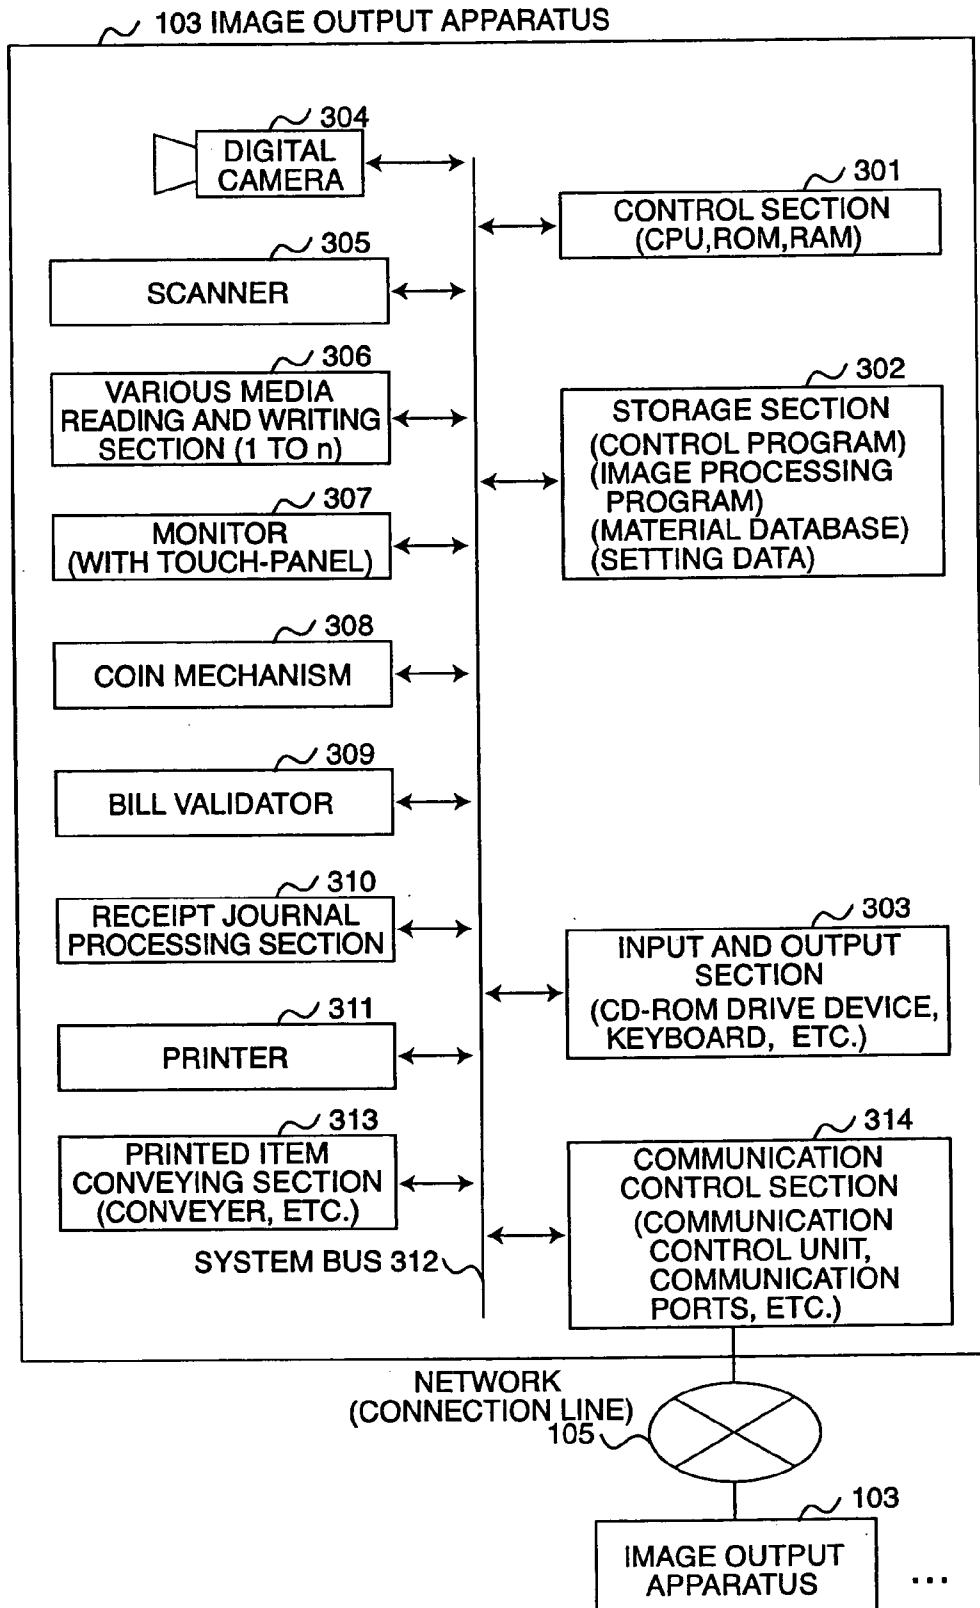 103 IMAGE OUTPUT APPARATUS
304
DIGITAL
CAMERA
305
SCANNER
306
VARIOUS MEDIA
READING AND WRITING
SECTION (1 TO n)
307
MONITOR
(WITH TOUCH-PANEL)
308
COIN MECHANISM
309
BILL VALIDATOR
310
RECEIPT JOURNAL
PROCESSING SECTION
311
PRINTER
313
PRINTED ITEM
CONVEYING SECTION
(CONVEYER, ETC.)
SYSTEM BUS 312
301
CONTROL SECTION
(CPU,ROM,RAM)
302
STORAGE SECTION
(CONTROL PROGRAM)
(IMAGE PROCESSING
PROGRAM)
(MATERIAL DATABASE)
(SETTING DATA)
303
INPUT AND OUTPUT
SECTION
(CD-ROM DRIVE DEVICE,
KEYBOARD, ETC.)
314
COMMUNICATION
CONTROL SECTION
(COMMUNICATION
CONTROL UNIT,
COMMUNICATION
PORTS, ETC.)
NETWORK
(CONNECTION LINE)
105
103
IMAGE OUTPUT
APPARATUS
...